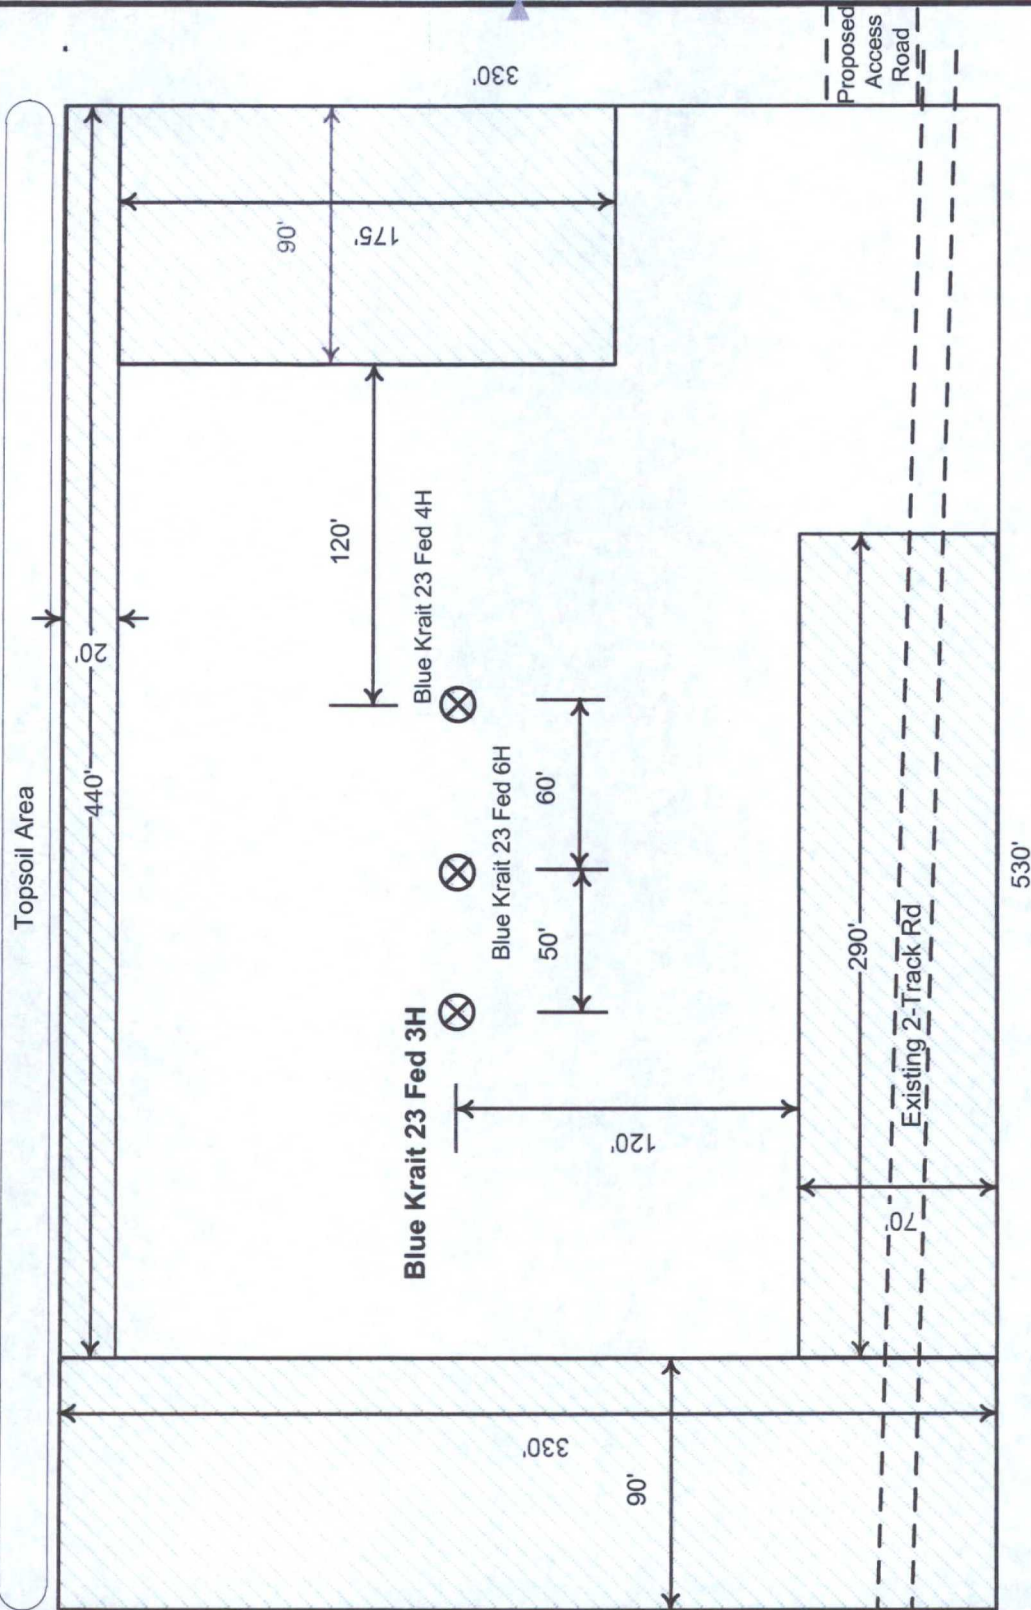 Topsoil Area
440'
20'
330'
Proposed
Access
Road
90'
175'
120'
Blue Krait 23 Fed 4H
60'
Blue Krait 23 Fed 6H
50'
Blue Krait 23 Fed 3H
120'
290'
Existing 2-Track Rd
70'
330'
90'
530'